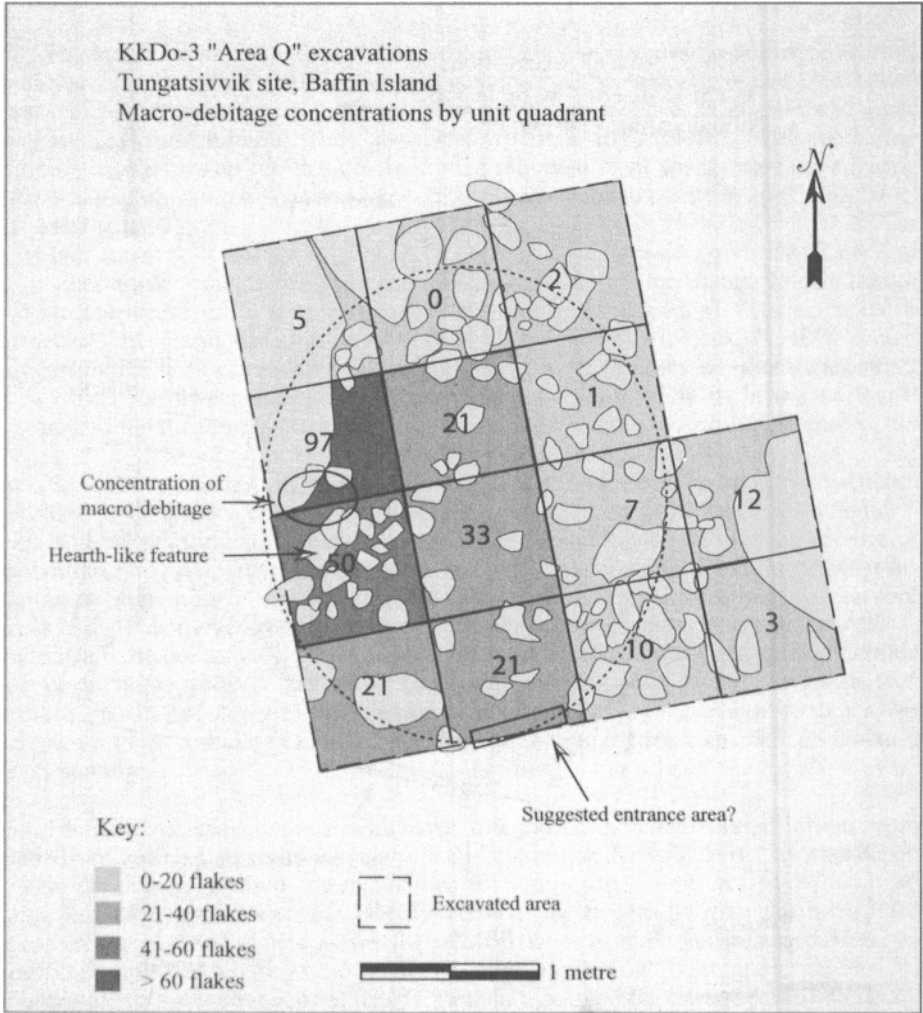 KkDo-3 "Area Q" excavations
Tungatsivvik site, Baffin Island
Macro-debitage concentrations by unit quadrant
N
5
0
2
97
21
1
Concentration of
macro-debitage
33
7
12
Hearth-like feature
50
21
21
10
3
Suggested entrance area?
Key:
0-20 flakes
21-40 flakes
41-60 flakes
> 60 flakes
Excavated area
1 metre